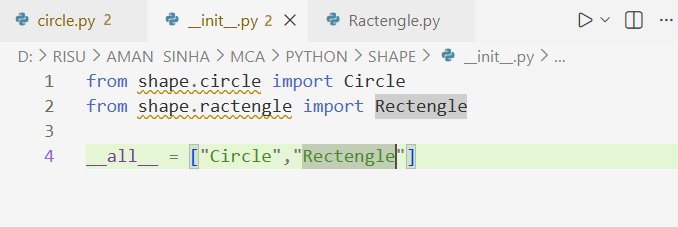 circle.py 2 __init__.py 2 Ractengle.py
D: > RISU > AMAN SINHA > MCA > PYTHON > SHAPE > __init__.py > ...
1 from shape.circle import Circle
2 from shape.ractengle import Rectengle
3
4 __all__ = ["Circle","Rectengle"]